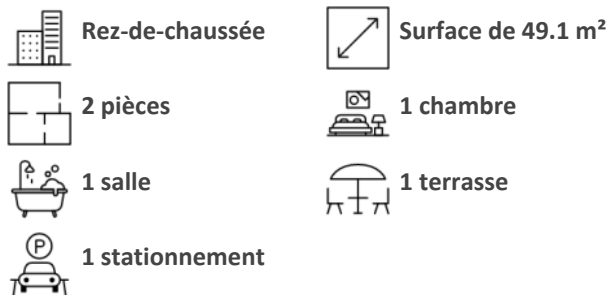 Rez-de-chaussée
Surface de 49.1 m²
2 pièces
1 chambre
1 salle
1 terrasse
P
1 stationnement